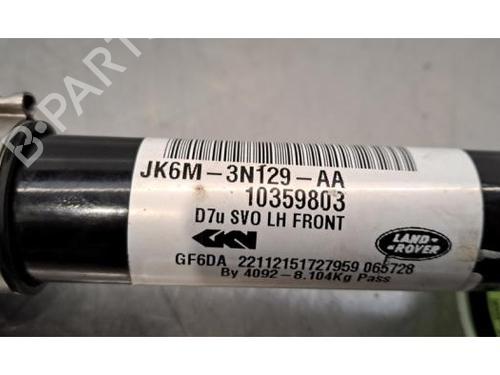 JK6M-3N129-AA
10359803
D7u SVO LH FRONT
GKN
LAND-
ROVER
GF6DA 22112151727959 065728
By 4092-8.104Kg Pass
B-PARTS